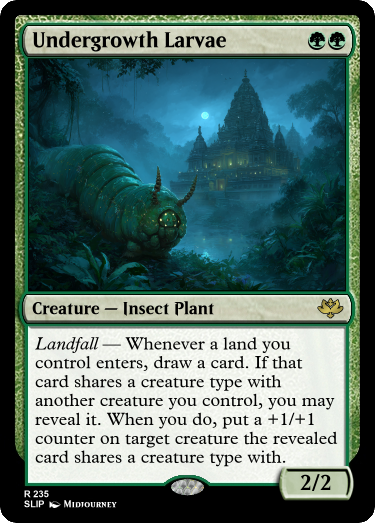 Undergrowth Larvae
Creature — Insect Plant
Landfall — Whenever a land you
control enters, draw a card. If that
card shares a creature type with
another creature you control, you may
reveal it. When you do, put a +1/+1
counter on target creature the revealed
card shares a creature type with.
2/2
R 235
SLIP Midjourney